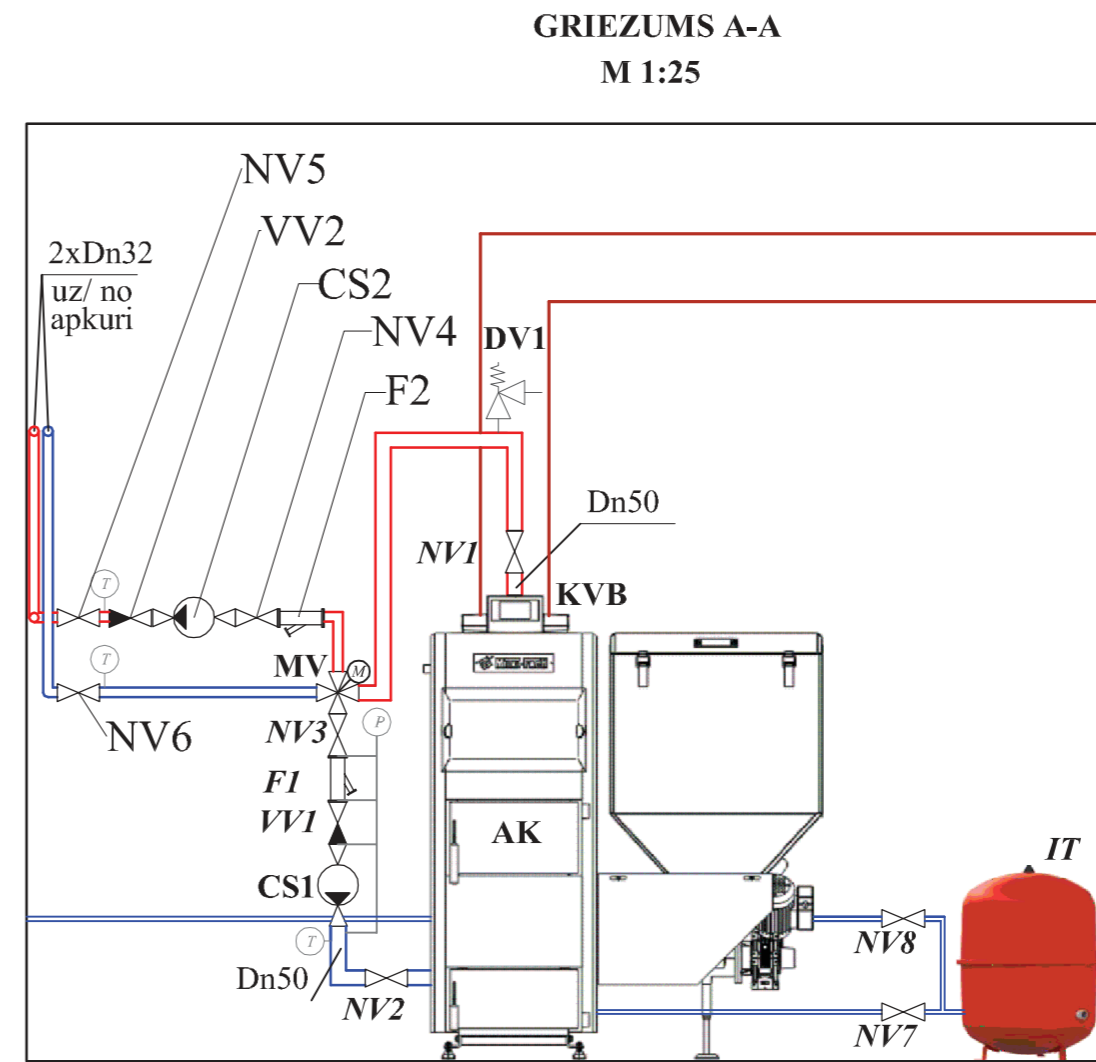 GRIEZUMS A-A
M 1:25
NV5
VV2
2xDn32
uz/ no
apkuri
CS2
NV4
DV1
F2
Dn50
NV1
KVB
T
MV
M
T
NV6
NV3
P
F1
VV1
AK
CS1
IT
T
NV8
Dn50
NV2
NV7